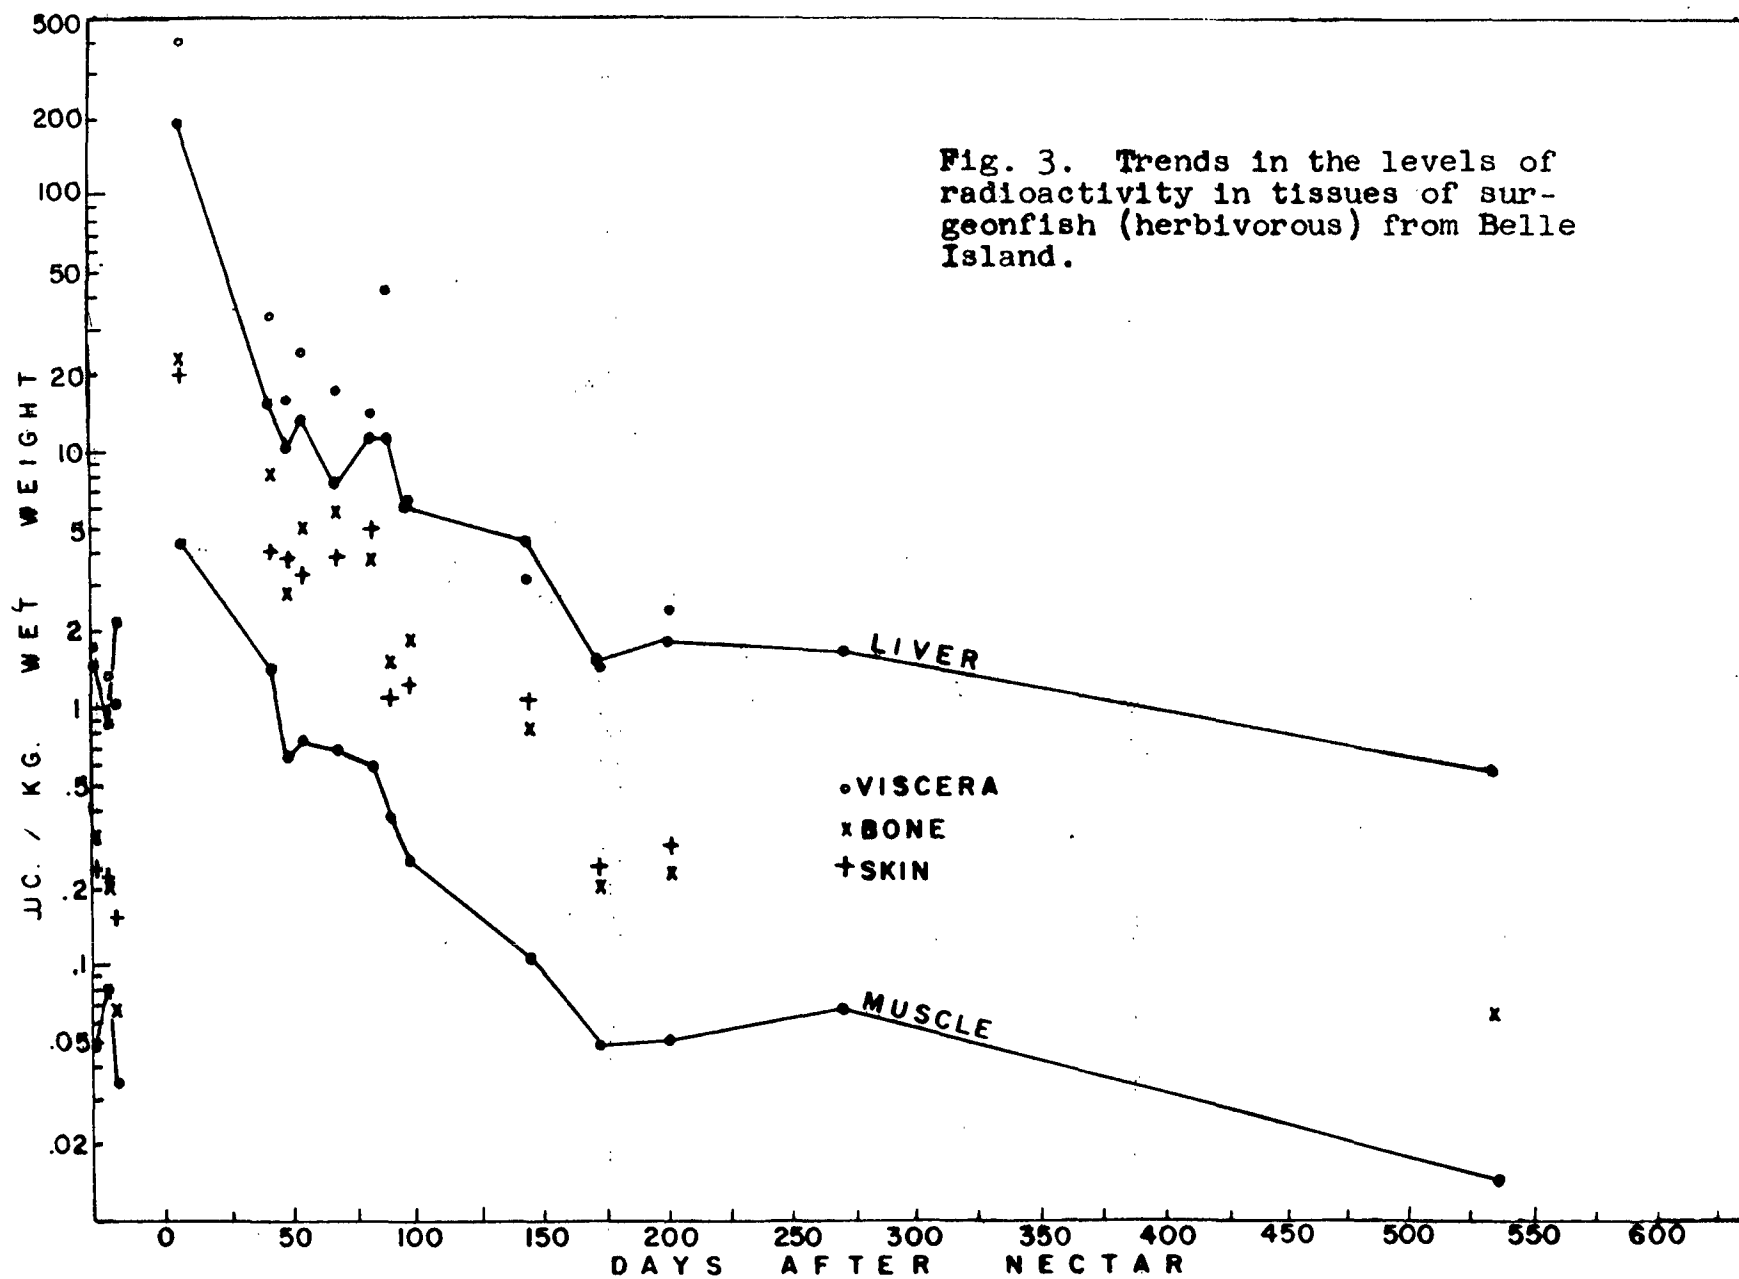 500
200
100
50
20
10
5
2
1
.5
.2
.1
.05
.02
µC. / KG. WET WEIGHT
Fig. 3. Trends in the levels of
radioactivity in tissues of sur-
geonfish (herbivorous) from Belle
Island.
LIVER
VISCERA
BONE
SKIN
MUSCLE
0 50 100 150 200 250 300 350 400 450 500 550 600
DAYS AFTER NECTAR